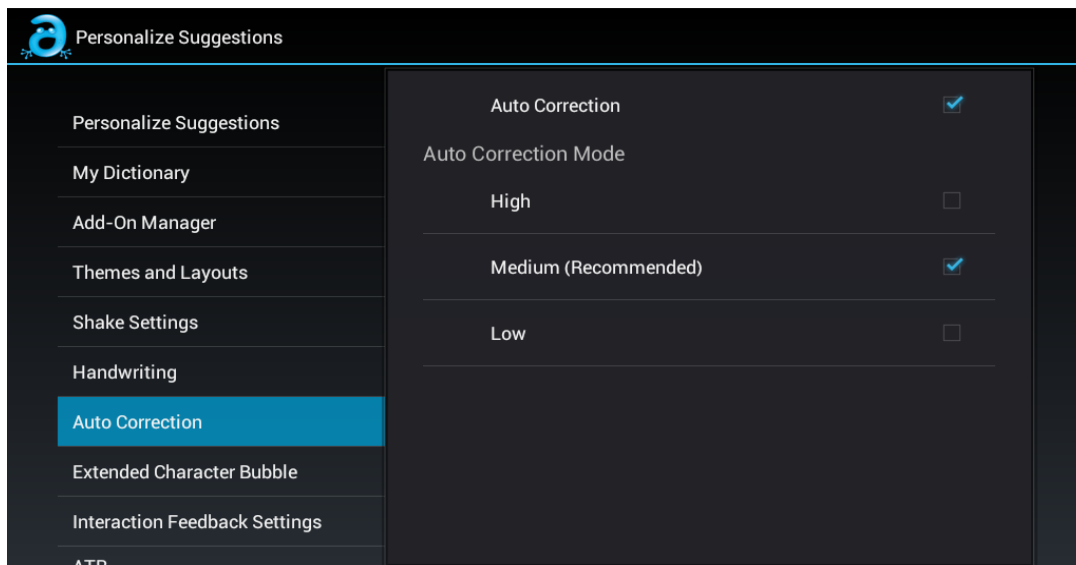 Personalize Suggestions
Personalize Suggestions
My Dictionary
Add-On Manager
Themes and Layouts
Shake Settings
Handwriting
Auto Correction
Extended Character Bubble
Interaction Feedback Settings
Auto Correction
Auto Correction Mode
High
Medium (Recommended)
Low